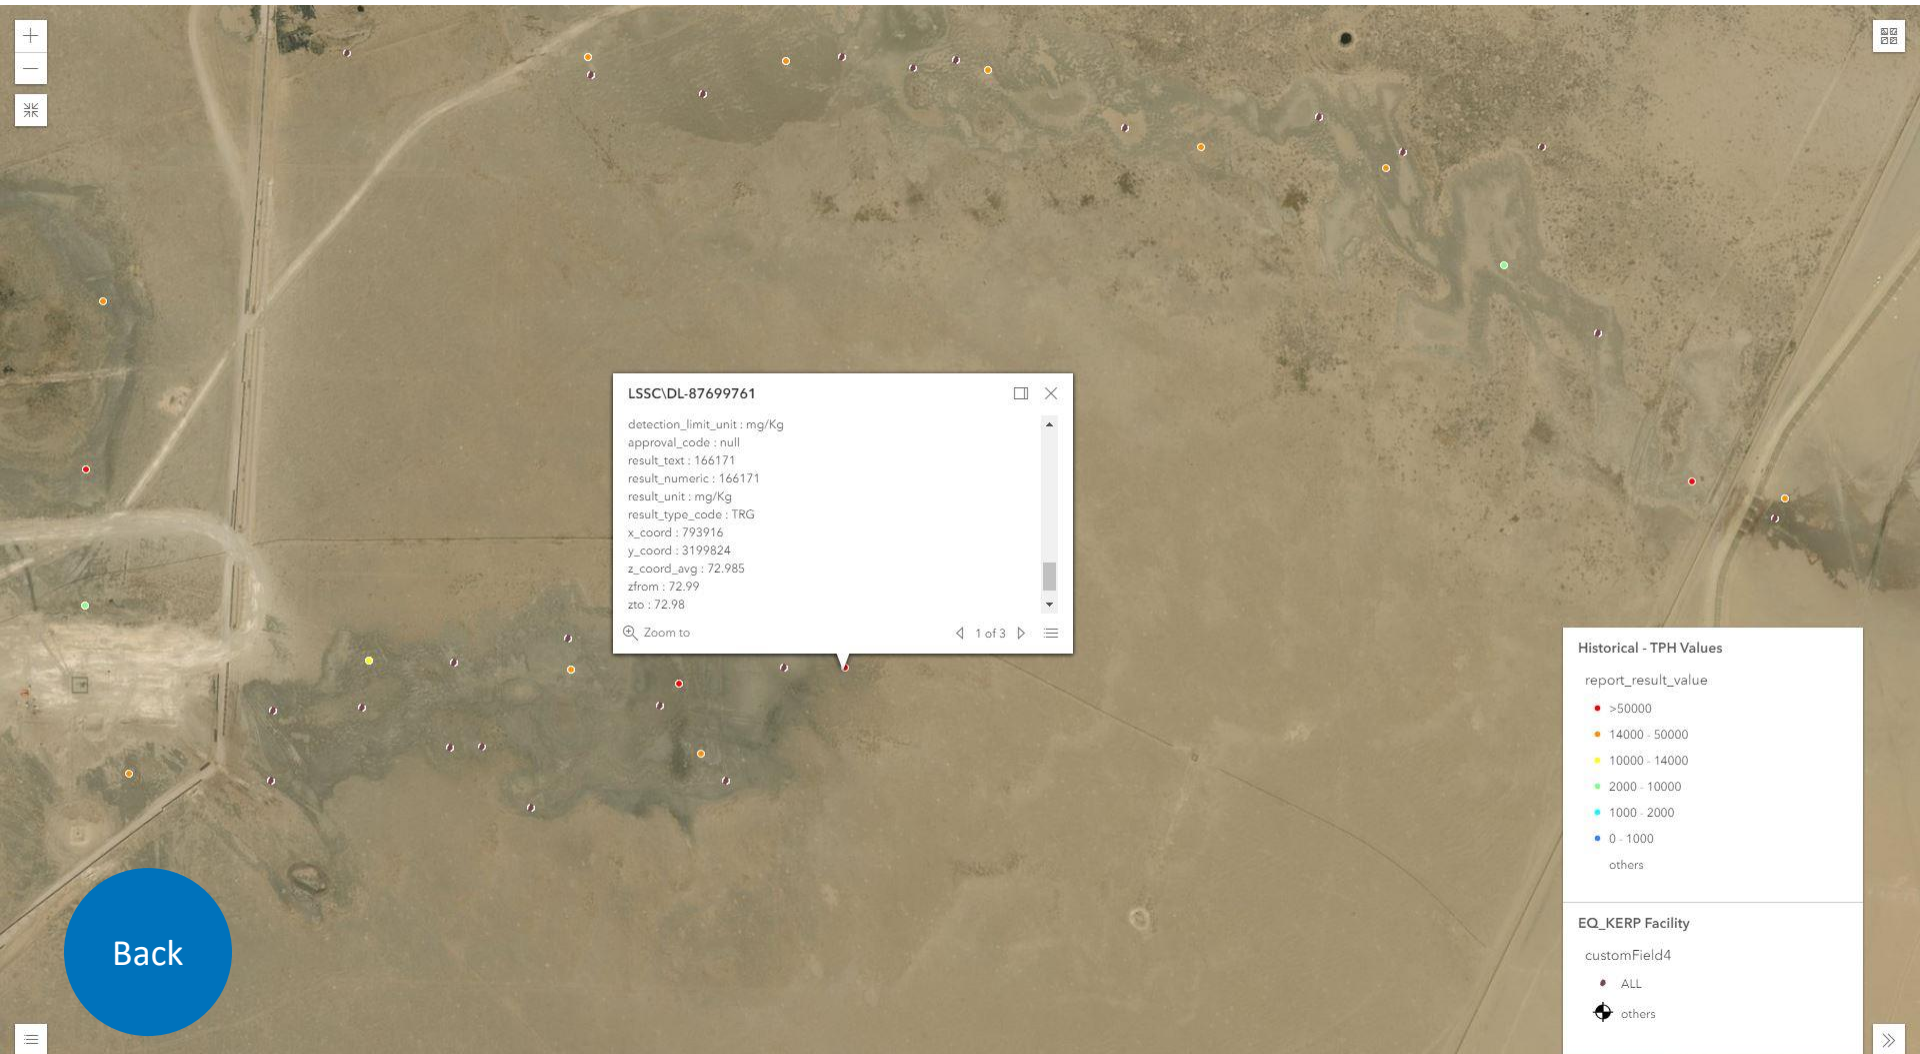 LSSC\DL-87699761
detection_limit_unit : mg/Kg
approval_code : null
result_text : 166171
result_numeric : 166171
result_unit : mg/Kg
result_type_code : TRG
x_coord : 793916
y_coord : 3199824
z_coord_avg : 72.985
zfrom : 72.99
zto : 72.98
Zoom to
1 of 3
Historical - TPH Values
report_result_value
>50000
14000 - 50000
10000 - 14000
2000 - 10000
1000 - 2000
0 - 1000
others
EQ_KERP Facility
customField4
ALL
others
Back